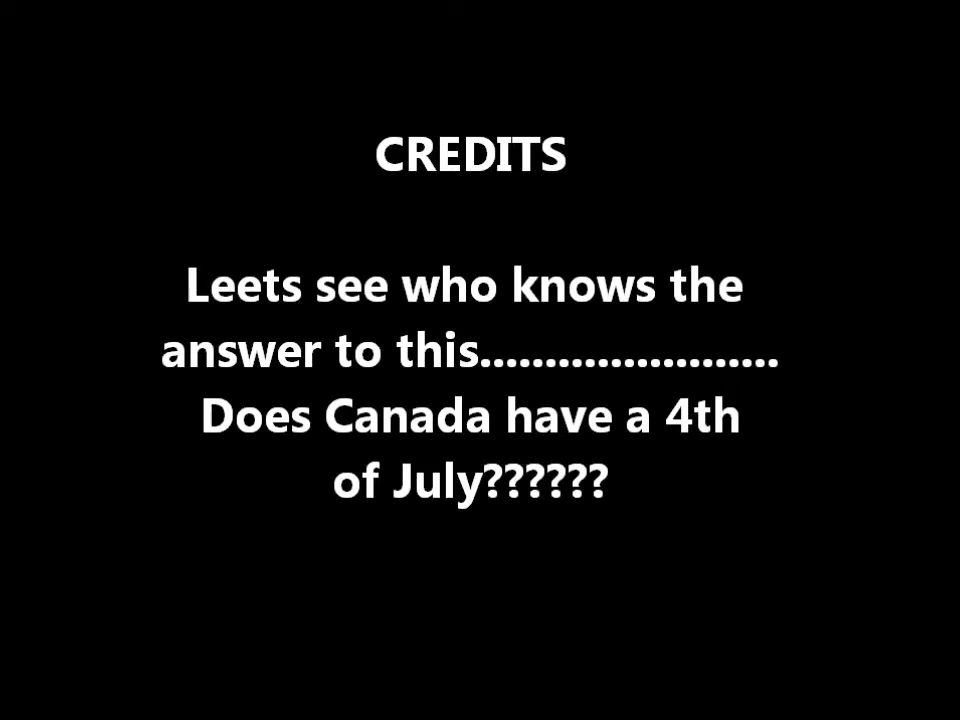 CREDITS
Leets see who knows the
answer to this.......................
Does Canada have a 4th
of July??????